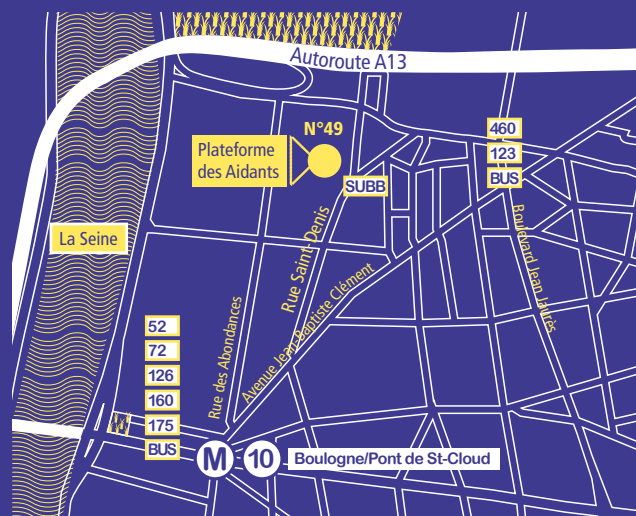 Autoroute A13
N°49
Plateforme
des Aidants
460
123
BUS
SUBB
La Seine
Rue Saint-Denis
Boulevard Jean Jaurès
Avenue Jean-Baptiste Clément
Rue des Abondances
52
72
126
160
175
BUS
M 10 Boulogne/Pont de St-Cloud